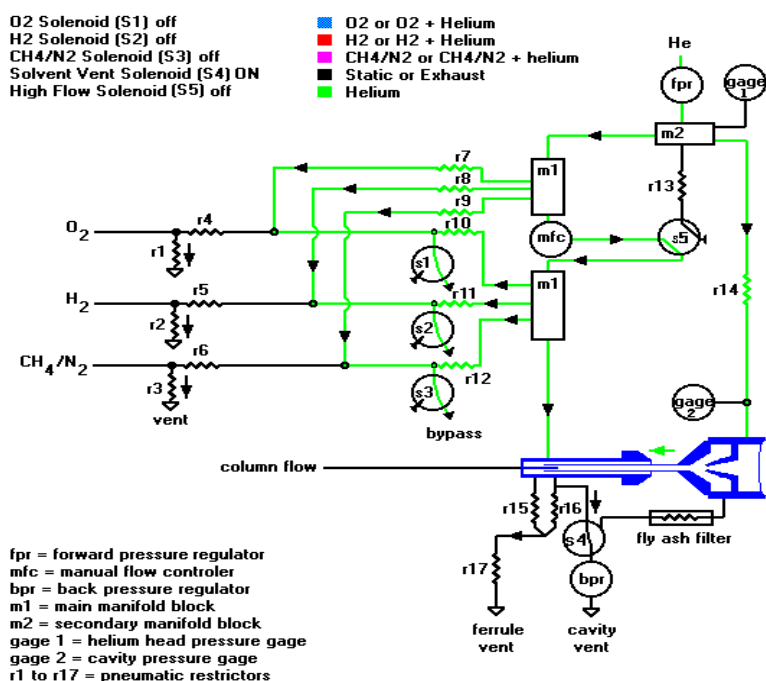 O2 Solenoid (S1) off
H2 Solenoid (S2) off
CH4/N2 Solenoid (S3) off
Solvent Vent Solenoid (S4) ON
High Flow Solenoid (S5) off
O2 or O2 + Helium
H2 or H2 + Helium
CH4/N2 or CH4/N2 + helium
Static or Exhaust
Helium
He
fpr
gage 1
m2
r7
r8
r9
r10
m1
r13
mfc
s5
O2
r4
r1
s1
m1
r14
H2
r5
r11
r2
s2
CH4/N2
r6
r12
r3
s3
vent
bypass
gage 2
column flow
r15
r16
s4
fly ash filter
r17
bpr
ferrule vent
cavity vent
fpr = forward pressure regulator
mfc = manual flow controler
bpr = back pressure regulator
m1 = main manifold block
m2 = secondary manifold block
gage 1 = helium head pressure gage
gage 2 = cavity pressure gage
r1 to r17 = pneumatic restrictors